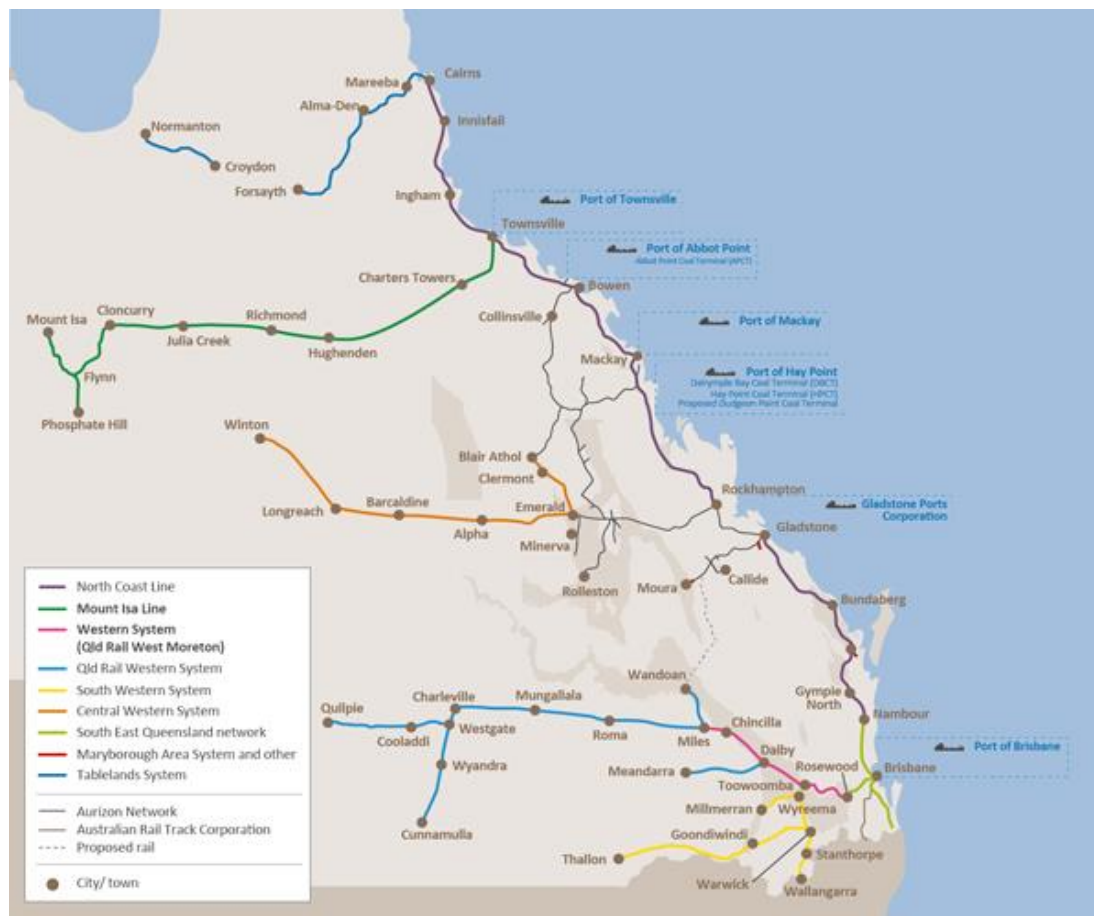 Cairns
Mareeba
Alma-Den
Innisfail
Normanton
Croydon
Forsayth
Ingham
Port of Townsville
Townsville
Port of Abbot Point
Abbot Point Coal Terminal (APCT)
Charters Towers
Bowen
Cloncurry
Richmond
Collinsville
Mount Isa
Port of Mackay
Julia Creek
Hughenden
Mackay
Flynn
Port of Hay Point
Dalrymple Bay Coal Terminal (DBCT)
Hay Point Coal Terminal (HPCT)
Proposed Dudgeon Point Coal Terminal
Phosphate Hill
Winton
Blair Athol
Clermont
Rockhampton
Barcaldine
Emerald
Gladstone Ports
Corporation
Longreach
Alpha
Gladstone
Minerva
Rolleston
Moura
Callide
Bundaberg
North Coast Line
Mount Isa Line
Western System
(Qld Rail West Moreton)
Qld Rail Western System
South Western System
Central Western System
South East Queensland network
Maryborough Area System and other
Tablelands System
Aurizon Network
Australian Rail Track Corporation
Proposed rail
City/ town
Wandoan
Charleville
Mungallala
Gympie
North
Quilpie
Chincilla
Nambour
Cooladdi
Westgate
Roma
Miles
Dalby
Port of Brisbane
Wyandra
Meandarra
Rosewood
Brisbane
Toowoomba
Millmerran
Wyreema
Cunnamulla
Goondiwindi
Thallon
Stanthorpe
Warwick
Wallangarra